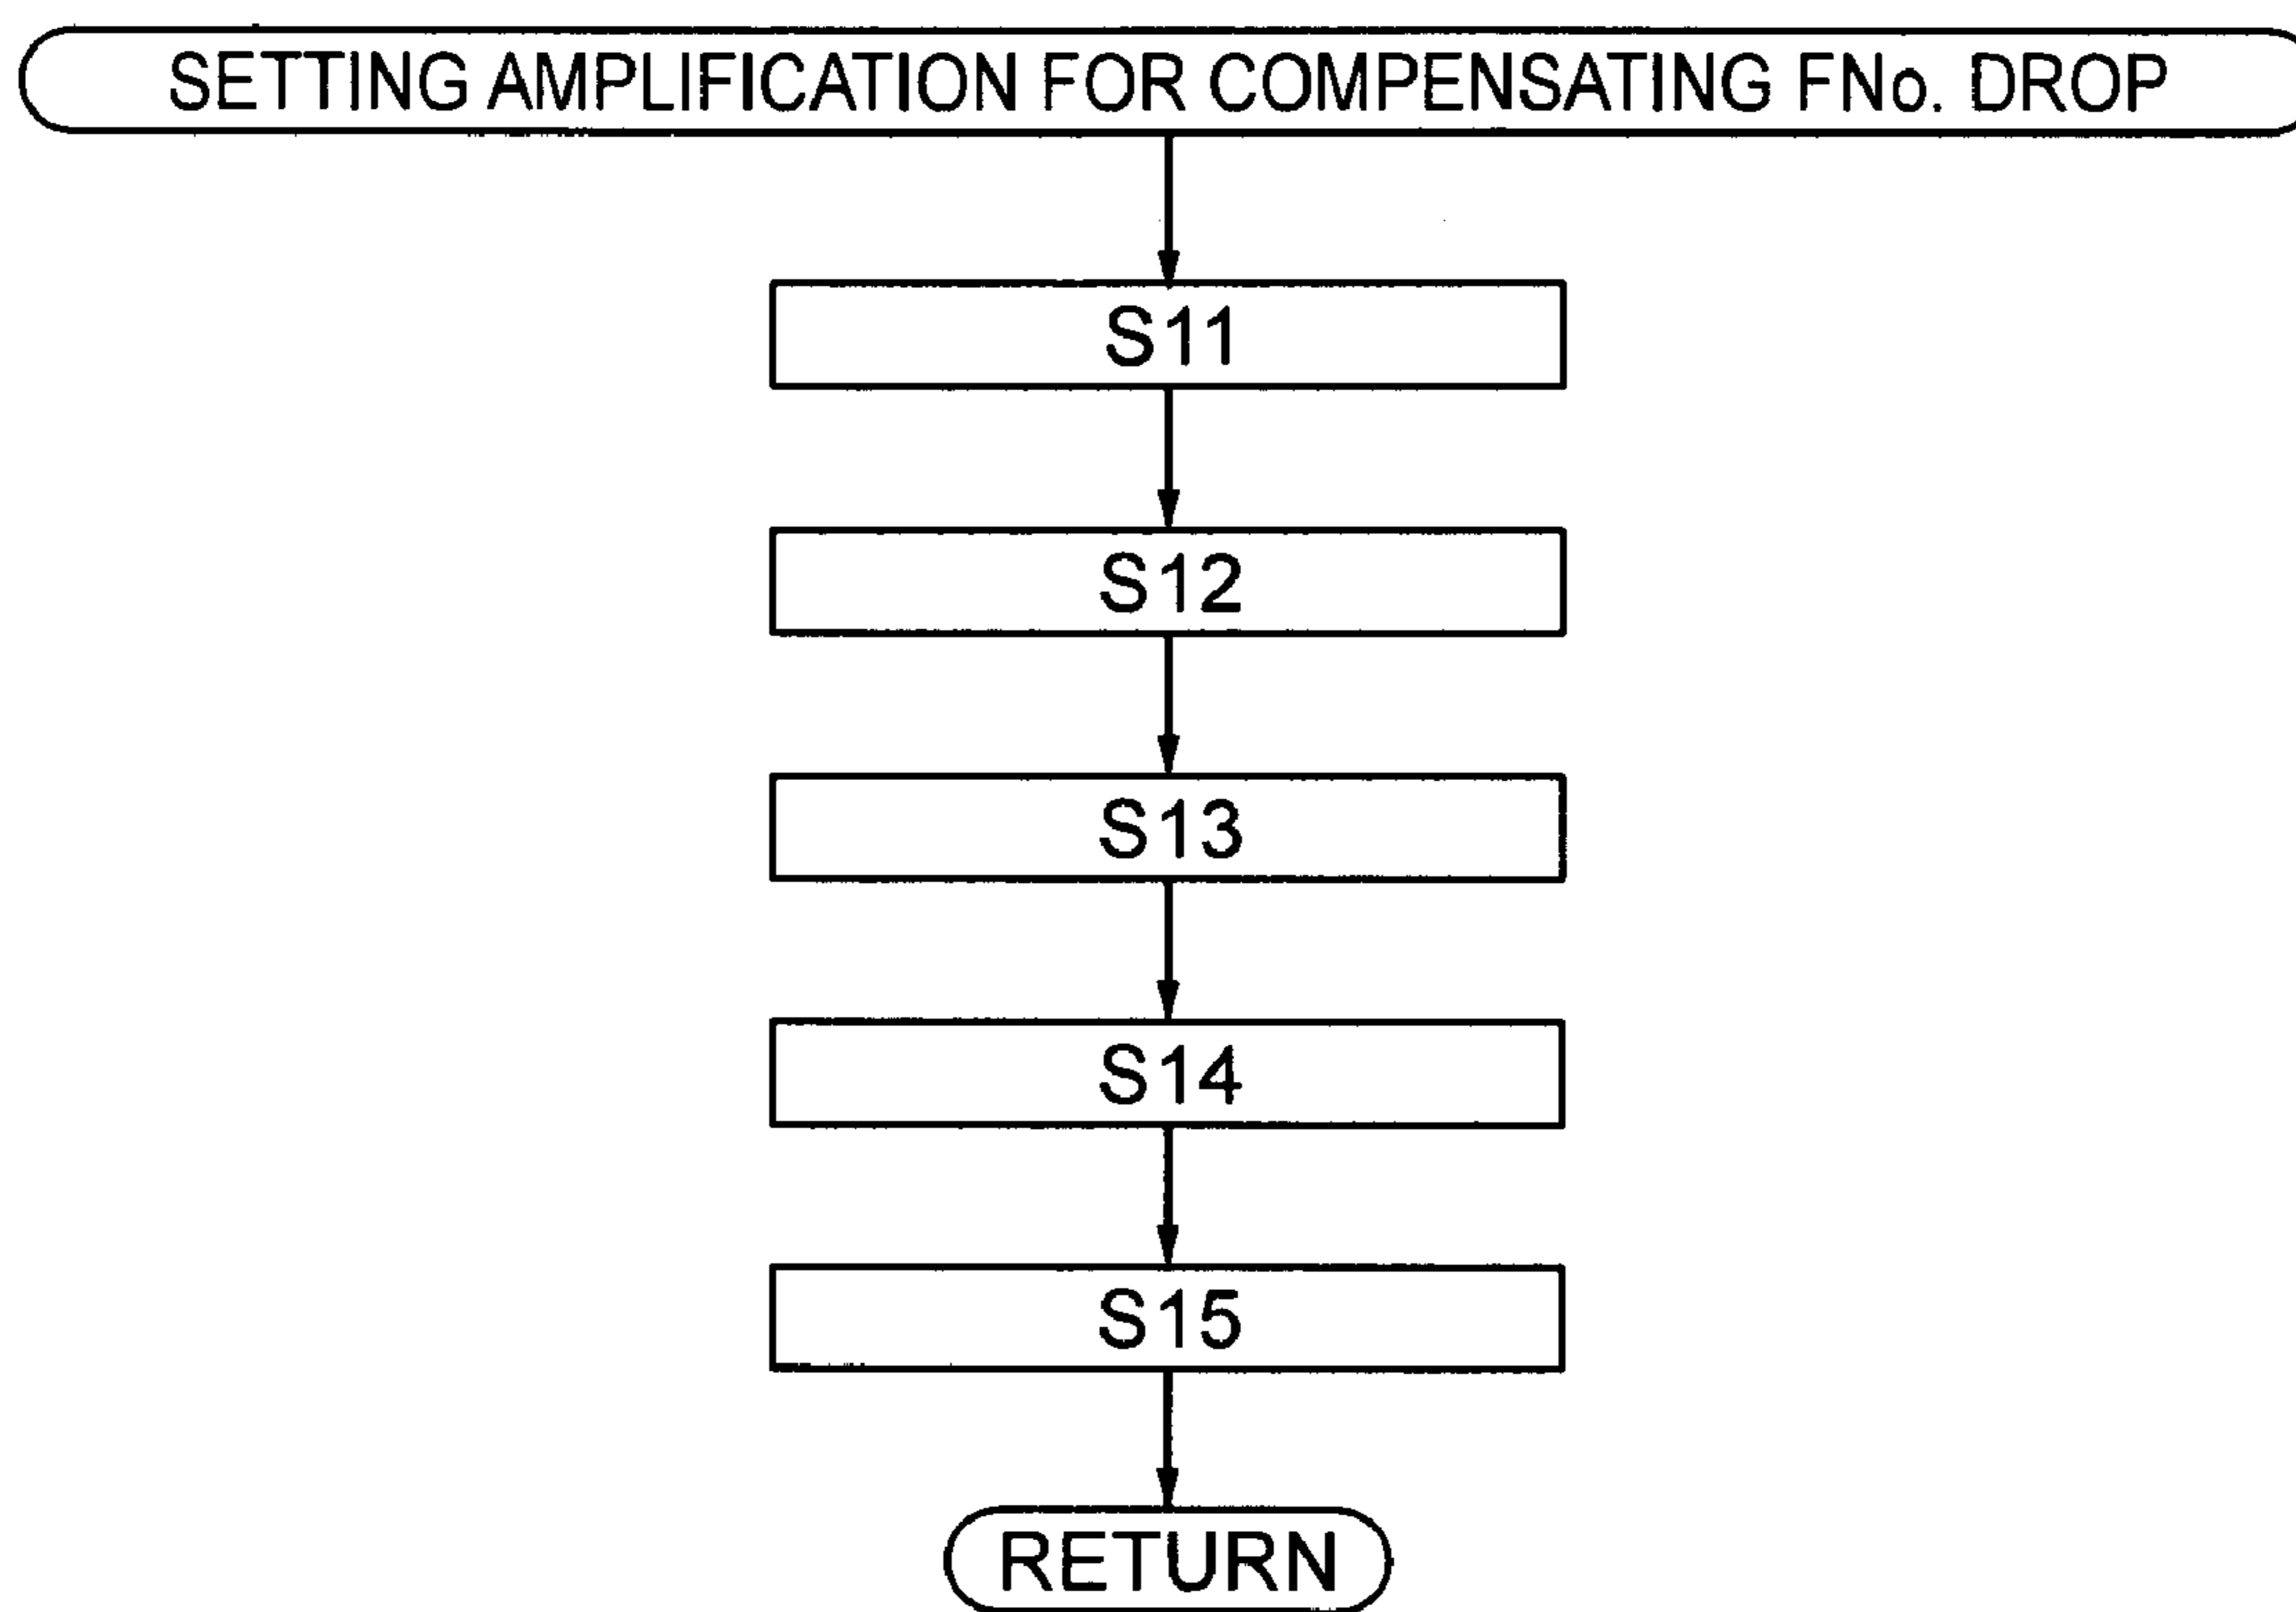 SETTING AMPLIFICATION FOR COMPENSATING FNo. DROP
S11
S12
S13
S14
S15
RETURN